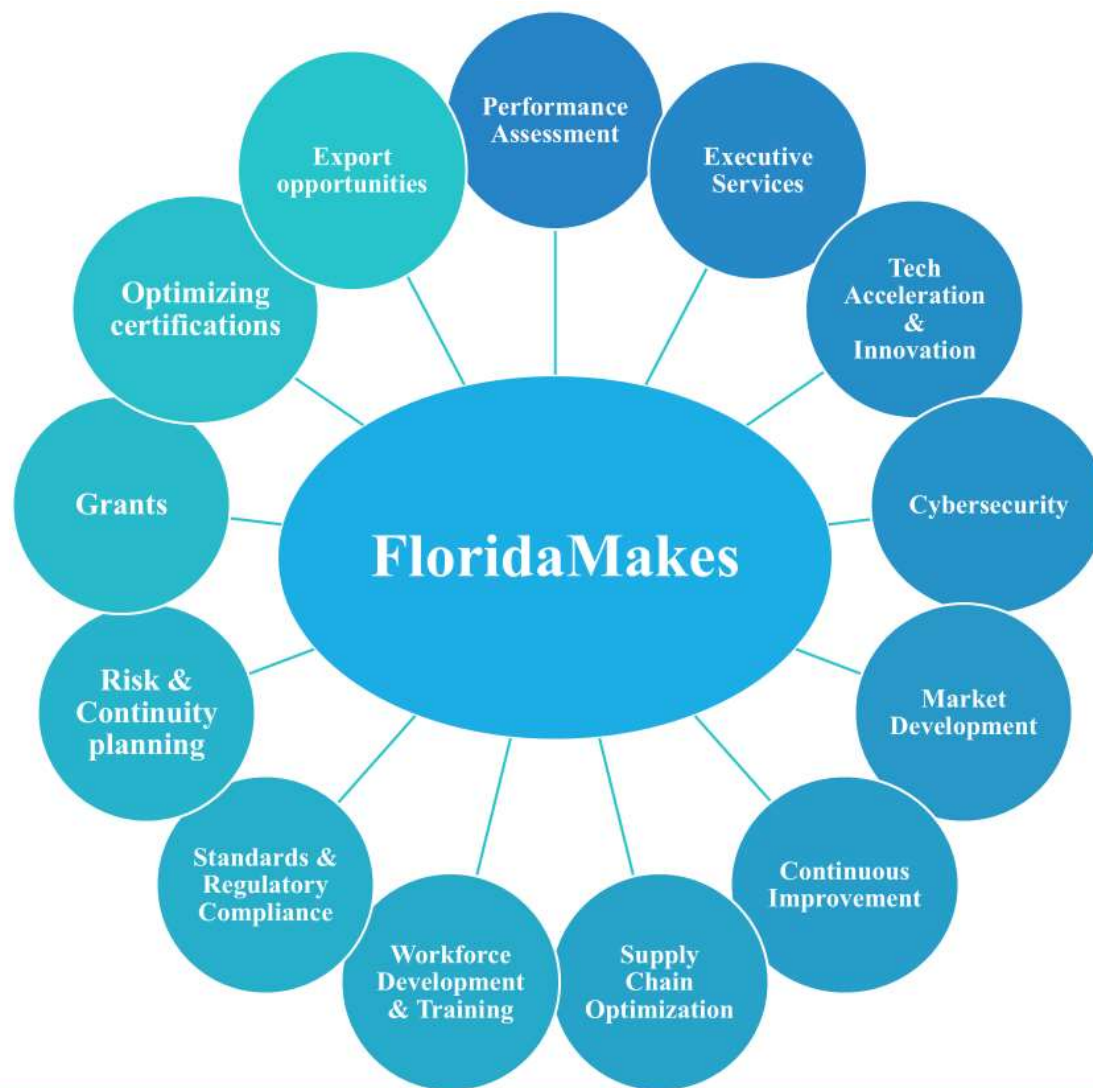 Performance
Assessment
Executive
Services
Tech
Acceleration
&
Innovation
Cybersecurity
Market
Development
Continuous
Improvement
Supply
Chain
Optimization
Workforce
Development
& Training
Standards &
Regulatory
Compliance
Risk &
Continuity
planning
Grants
Optimizing
certifications
Export
opportunities
FloridaMakes